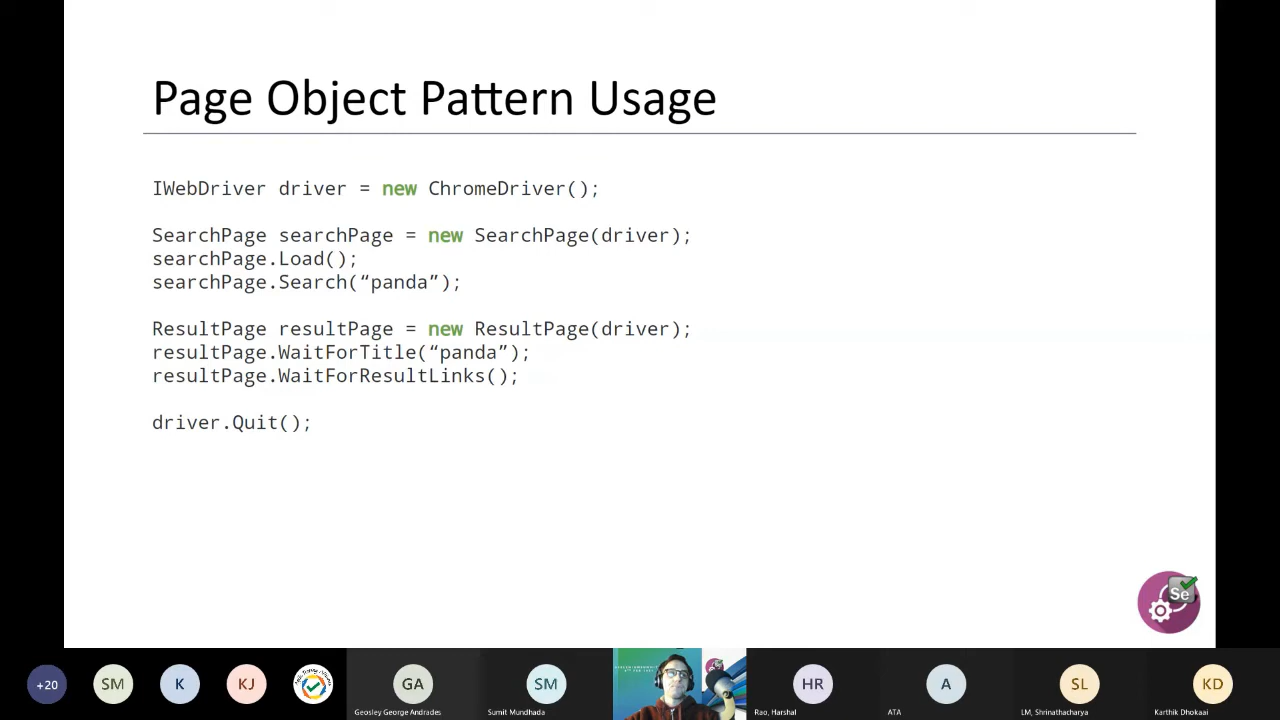 Page Object Pattern Usage
IWebDriver driver = new ChromeDriver();
SearchPage searchPage = new SearchPage(driver);
searchPage.Load();
searchPage.Search(“panda”);
ResultPage resultPage = new ResultPage(driver);
resultPage.WaitForTitle(“panda”);
resultPage.WaitForResultLinks();
driver.Quit();
Se
+20
SM
K
KJ
GA
SM
HR
A
SL
KD
Geosley George Andrades
Sumit Mundhada
Rao, Harshal
ATA
LM, Shrinathacharya
Karthik Dhokaai